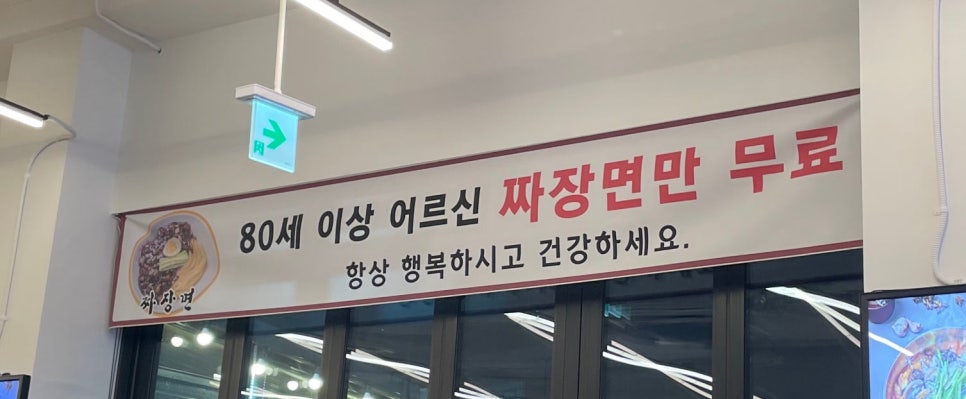 80세 이상 어르신 짜장면만 무료
항상 행복하시고 건강하세요.
짜장면